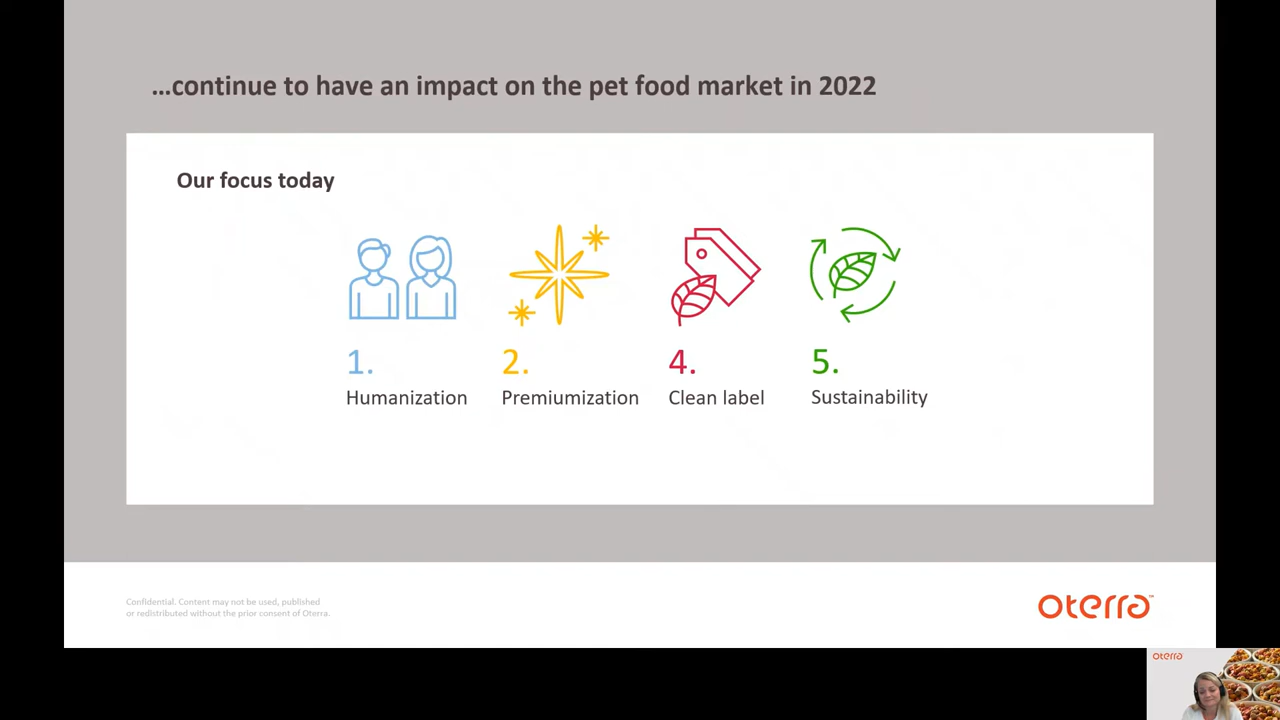 ...continue to have an impact on the pet food market in 2022
Our focus today
1.
Humanization
2.
Premiumization
4.
Clean label
5.
Sustainability
Confidential. Content may not be used, published
or redistributed without the prior consent of Oterra.
oterra™
oterra